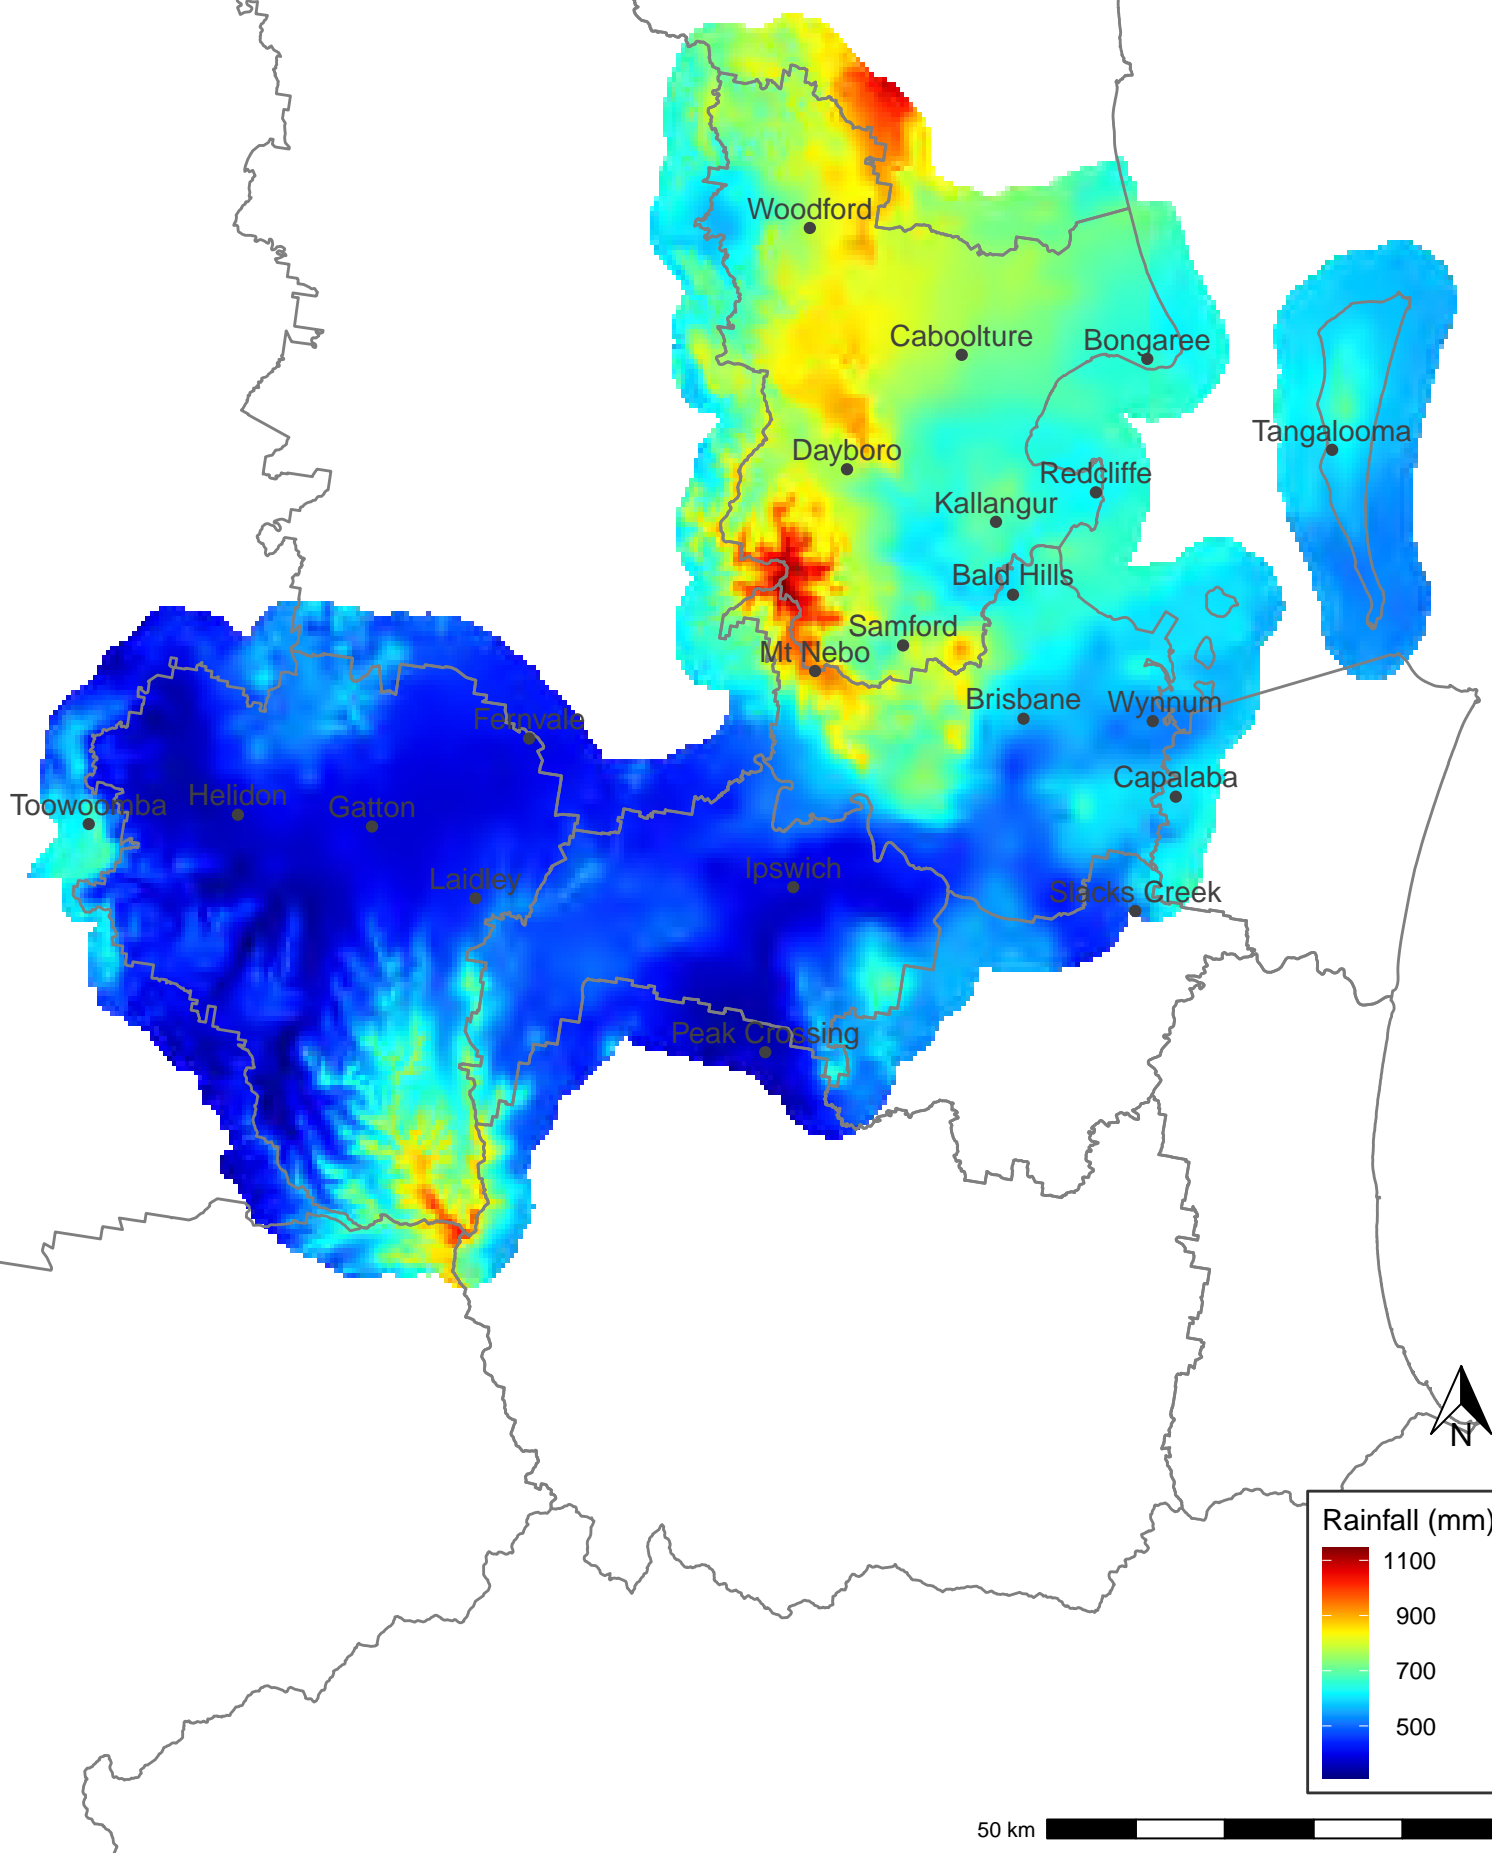 Woodford
Caboolture
Bongaree
Tangalooma
Dayboro
Redcliffe
Kallangur
Bald Hills
Samford
Mt Nebo
Brisbane
Wynnum
Fernvale
Capalaba
Toowoomba
Helidon
Gatton
Ipswich
Laidley
Slacks Creek
Peak Crossing
N
Rainfall (mm)
1100
900
700
500
50 km